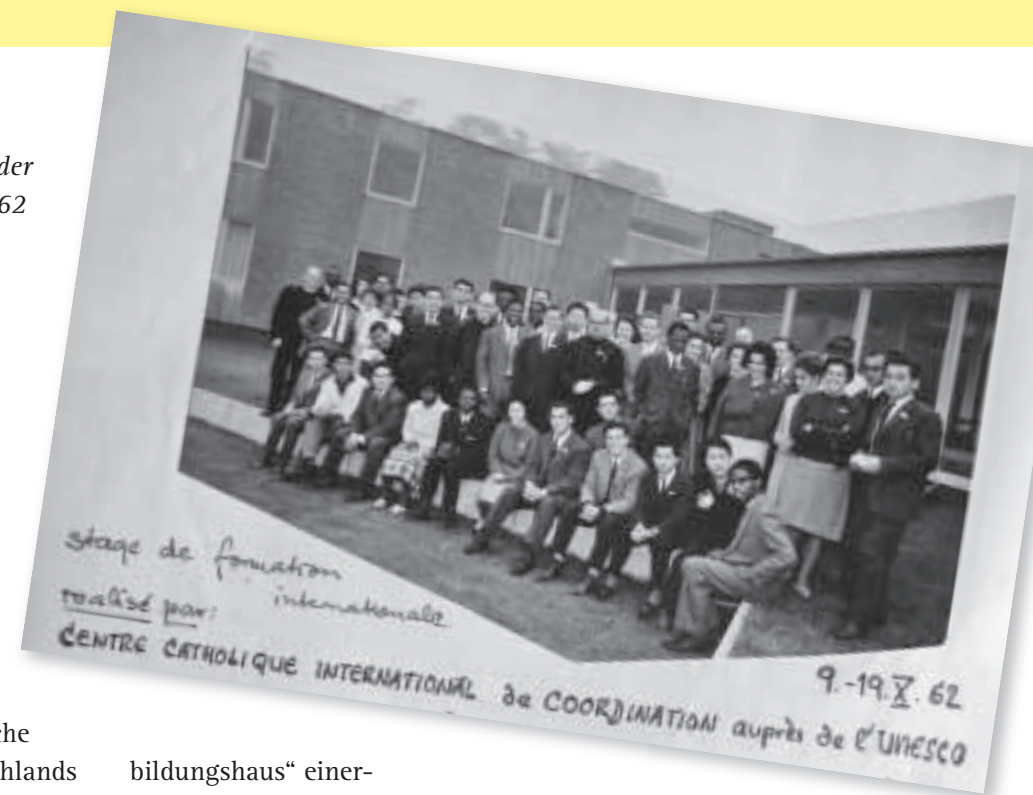 der
62
stage de formation
internationale
realisé par:
9.-19.X.62
CENTRE CATHOLIQUE INTERNATIONAL de COORDINATION auprès de l'UNESCO
che
hlands
bildungshaus“ einer-